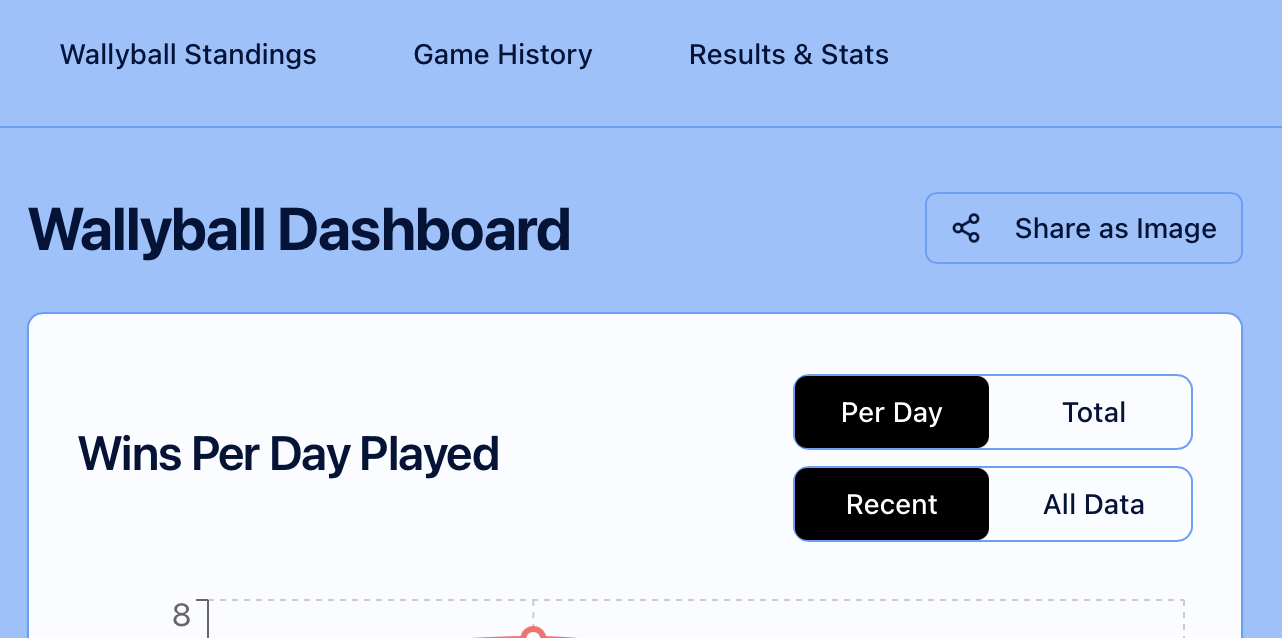 Wallyball Standings Game History Results & Stats
Wallyball Dashboard
Share as Image
Wins Per Day Played
Per Day Total
Recent All Data
8